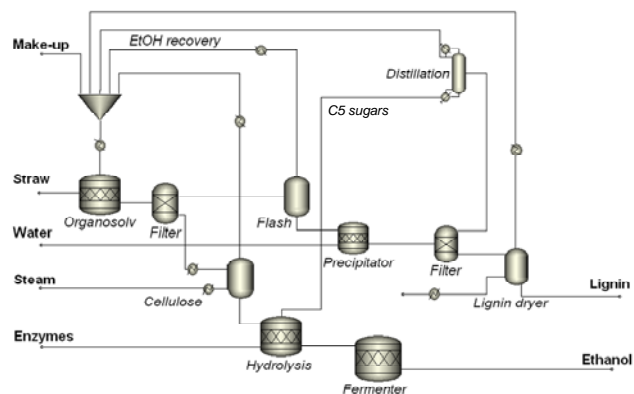 Make-up
EtOH recovery
Distillation
C5 sugars
Straw
Organosolv
Filter
Flash
Water
Precipitator
Filter
Steam
Cellulose
Lignin dryer
Lignin
Enzymes
Hydrolysis
Fermenter
Ethanol